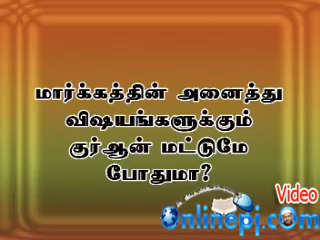 மார்க்கத்தின் அனைத்து
விஷயங்களுக்கும்
குர்ஆன் மட்டுமே
போதுமா?
Video
Onlinepj.com